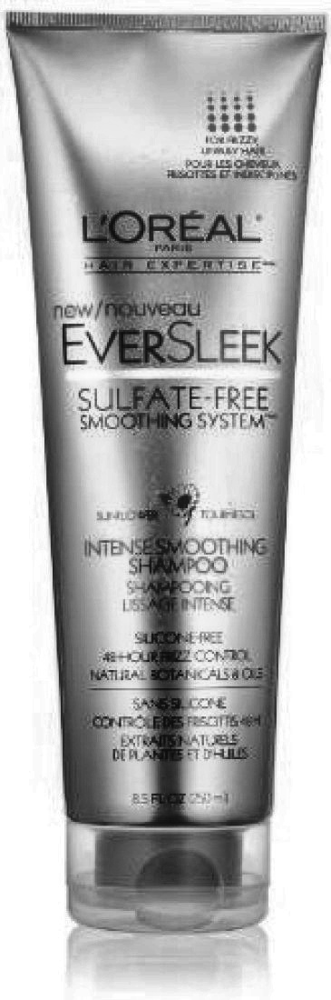 FOR FRIZZY,
UNRULY HAIR
POUR LES CHEVEUX
FRISOTTÉS ET INDISCIPLINÉS
L'ORÉAL®
PARIS
HAIR EXPERTISE™
new/nouveau
EVERSLEEK
SULFATE-FREE
SMOOTHING SYSTEM™
SUNFLOWER TOURNESOL
INTENSE SMOOTHING
SHAMPOO
SHAMPOOING
LISSAGE INTENSE
SILICONE-FREE
48-HOUR FRIZZ CONTROL
NATURAL BOTANICALS & OILS
SANS SILICONE
CONTRÔLE DES FRISOTTIS 48 H
EXTRAITS NATURELS
DE PLANTES ET D'HUILES
8.5 FL OZ (250 ml)